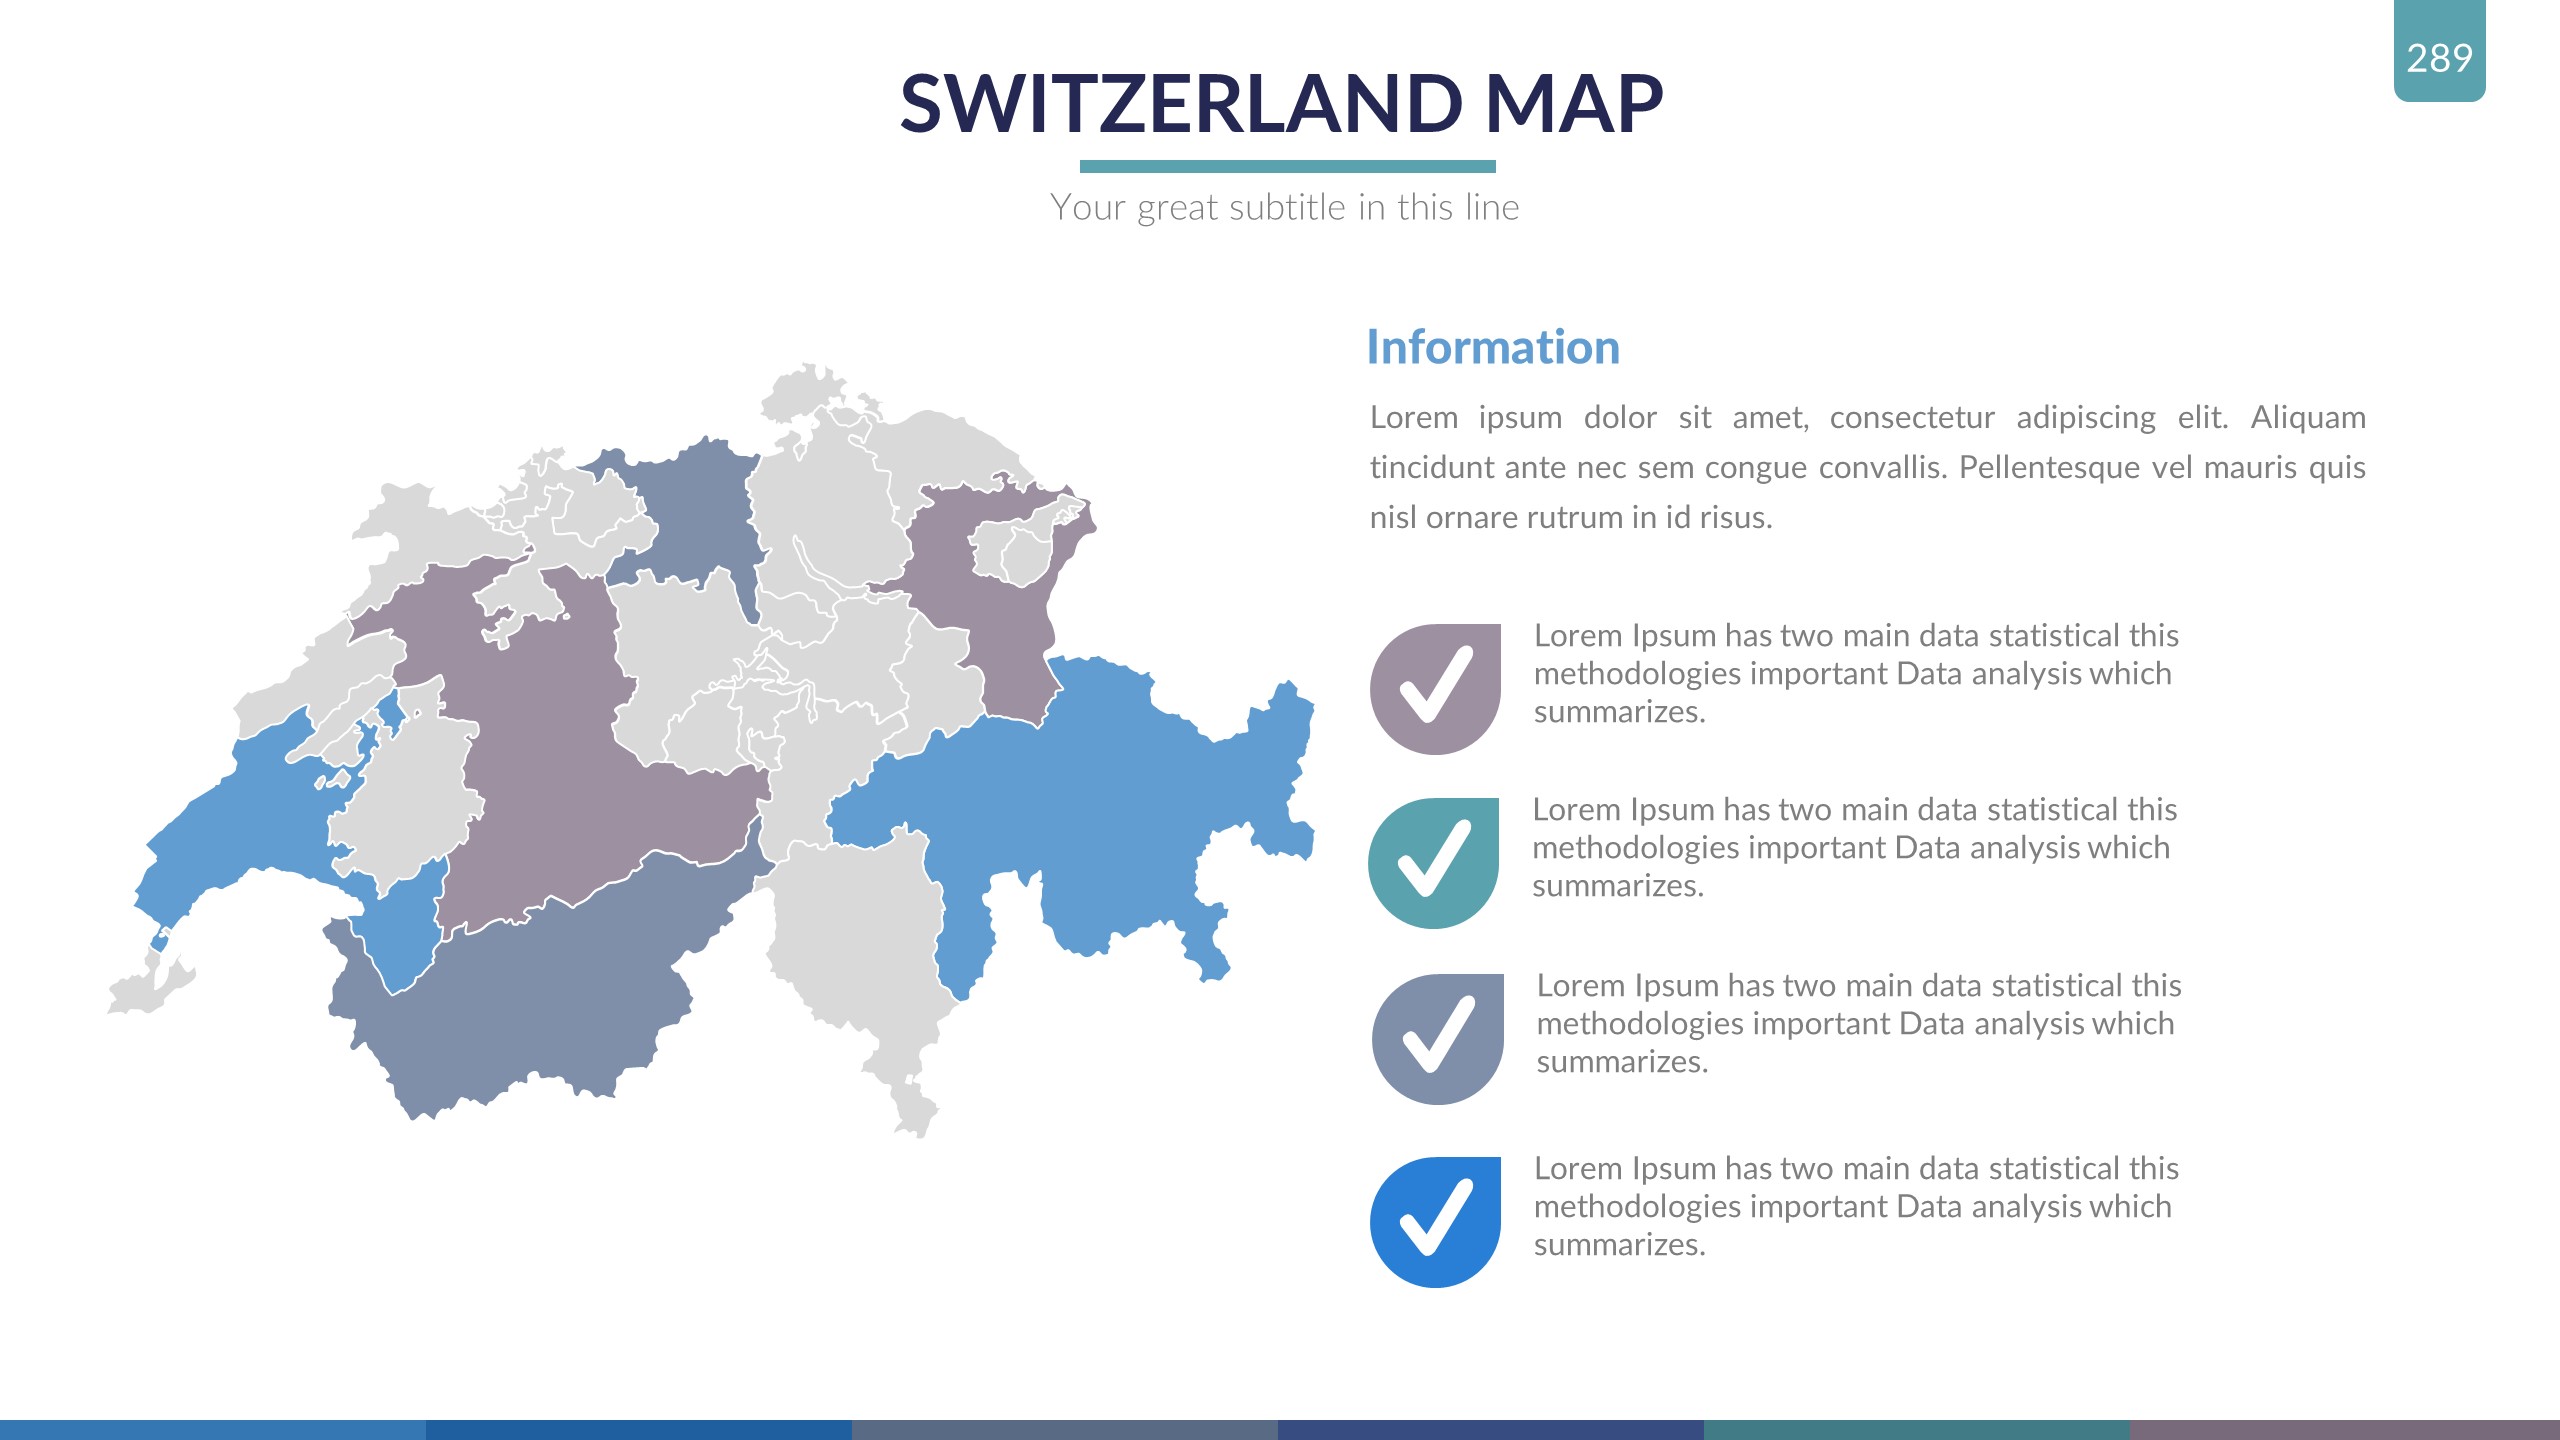 289
SWITZERLAND MAP
Your great subtitle in this line
Information
Lorem ipsum dolor sit amet, consectetur adipiscing elit. Aliquam
tincidunt ante nec sem congue convallis. Pellentesque vel mauris quis
nisl ornare rutrum in id risus.
Lorem Ipsum has two main data statistical this
methodologies important Data analysis which
summarizes.
Lorem Ipsum has two main data statistical this
methodologies important Data analysis which
summarizes.
Lorem Ipsum has two main data statistical this
methodologies important Data analysis which
summarizes.
Lorem Ipsum has two main data statistical this
methodologies important Data analysis which
summarizes.